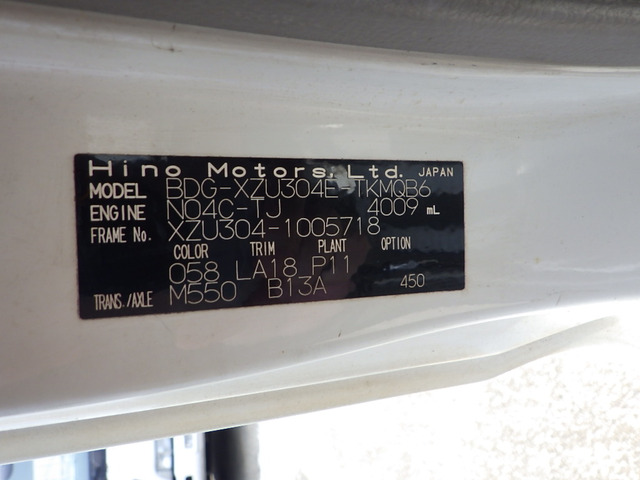 Hino Motors, Ltd. JAPAN
MODEL BDG-XZU304E-TKMQB6
ENGINE N04C-TJ 4009 mL
FRAME No. XZU304-1005718
COLOR TRIM PLANT OPTION
058 LA18 P11
TRANS./AXLE M550 B13A 450